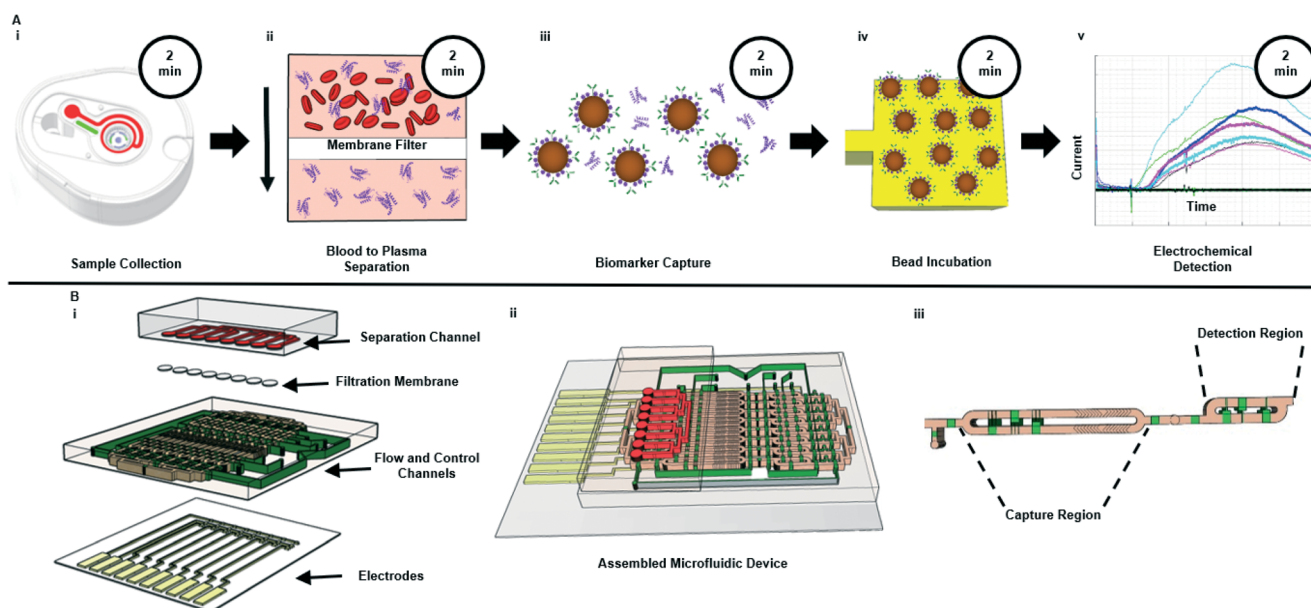 A
i
2
min
ii
2
min
iii
2
min
iv
2
min
v
2
min
Membrane Filter
Current
Time
Sample Collection
Blood to Plasma
Separation
Biomarker Capture
Bead Incubation
Electrochemical
Detection
B
i
Separation Channel
Filtration Membrane
Flow and Control
Channels
Electrodes
ii
Assembled Microfluidic Device
iii
Detection Region
Capture Region